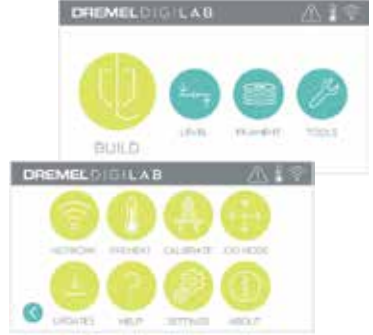 DREMEL DIGILAB
LEVEL FILAMENT TOOLS
BUILD
DREMEL DIGILAB
NETWORK PREHEAT CALIBRATE JOG MODE
UPDATES HELP SETTINGS ABOUT